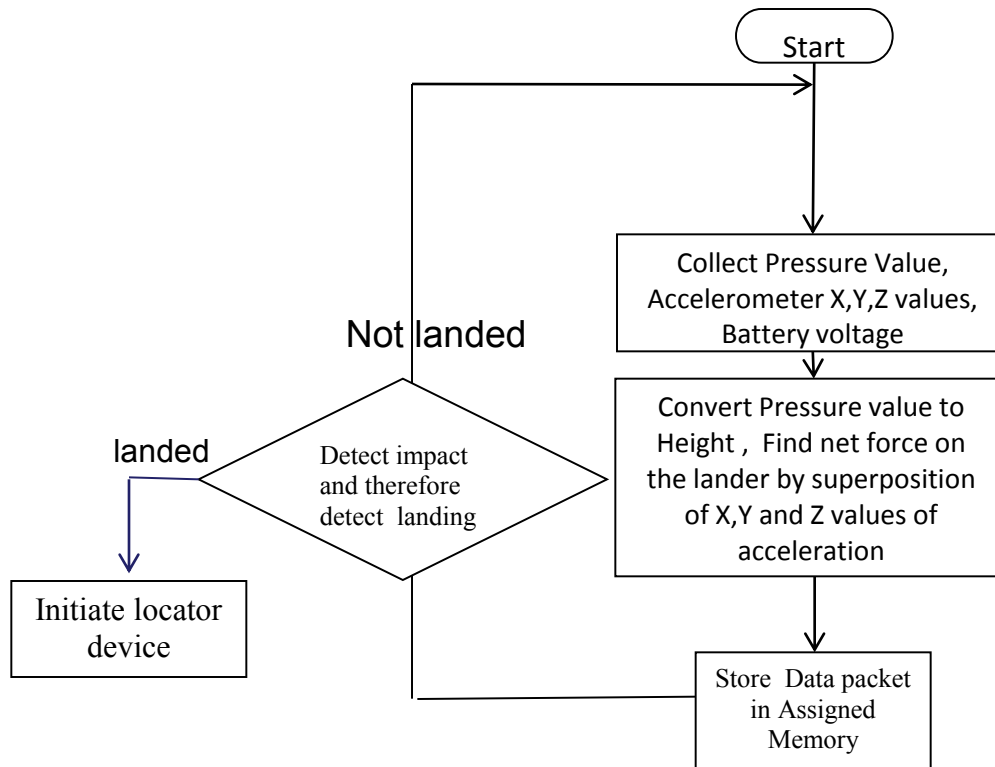 Start
Collect Pressure Value,
Accelerometer X,Y,Z values,
Battery voltage
Convert Pressure value to
Height , Find net force on
the lander by superposition
of X,Y and Z values of
acceleration
Store Data packet
in Assigned
Memory
Detect impact
and therefore
detect landing
Not landed
landed
Initiate locator
device